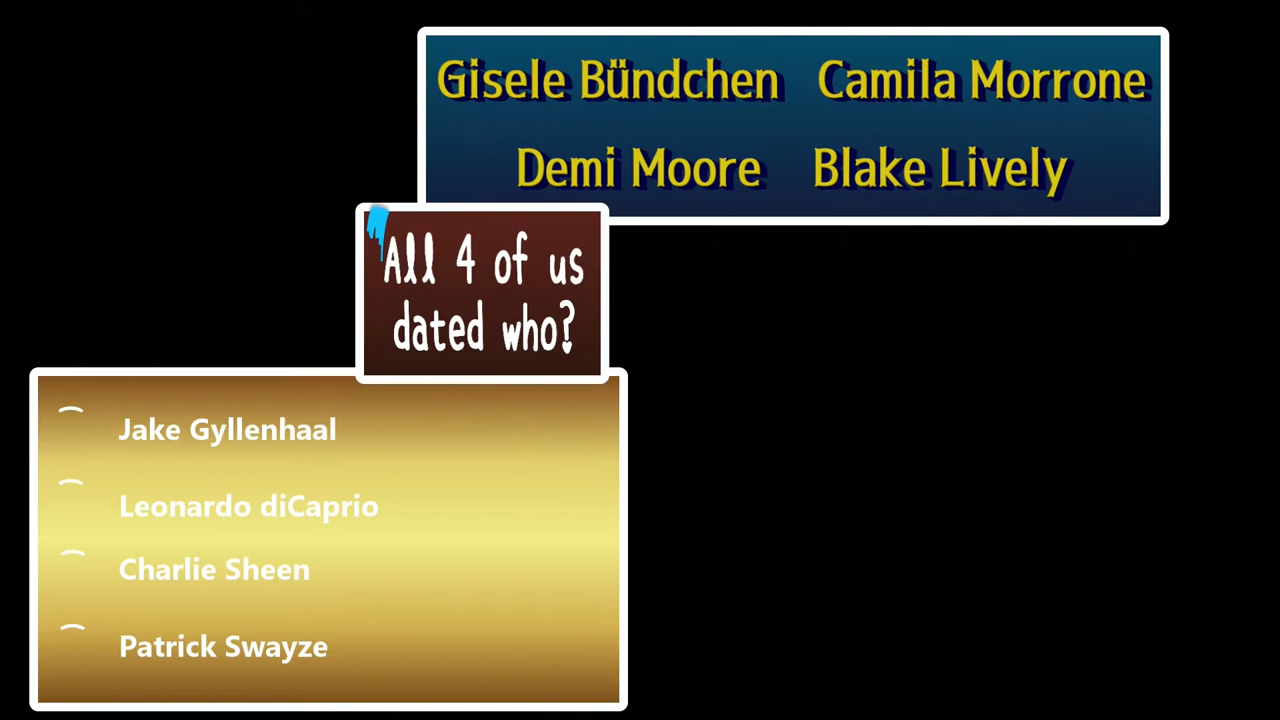 Gisele Bündchen Camila Morrone
Demi Moore Blake Lively
All 4 of us
dated who?
Jake Gyllenhaal
Leonardo diCaprio
Charlie Sheen
Patrick Swayze